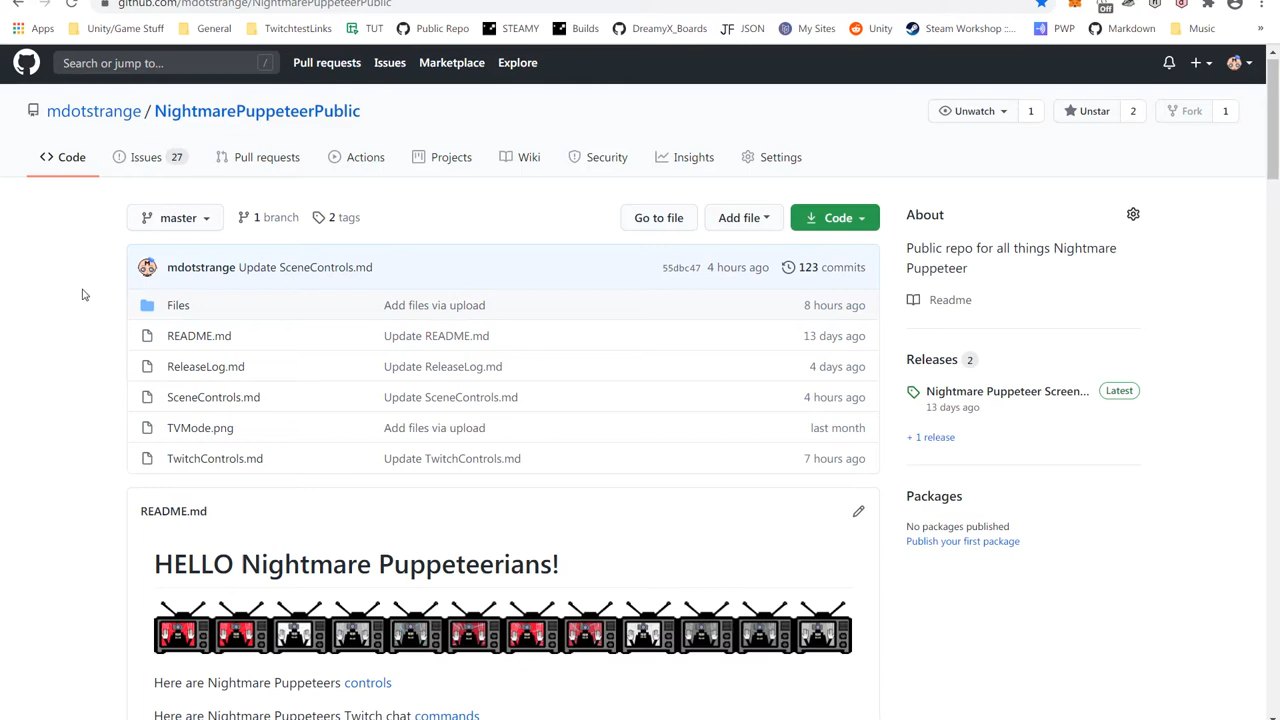 github.com/mdotstrange/NightmarePuppeteerPublic
Off
Apps Unity/Game Stuff General TwitchtestLinks TUT Public Repo STEAMY Builds DreamyX_Boards JF JSON My Sites Unity Steam Workshop ::... PWP Markdown Music »
Search or jump to... / Pull requests Issues Marketplace Explore
mdotstrange / NightmarePuppeteerPublic Unwatch 1 Unstar 2 Fork 1
Code Issues 27 Pull requests Actions Projects Wiki Security Insights Settings
master 1 branch 2 tags Go to file Add file Code
mdotstrange Update SceneControls.md 55dbc47 4 hours ago 123 commits
Files Add files via upload 8 hours ago
README.md Update README.md 13 days ago
ReleaseLog.md Update ReleaseLog.md 4 days ago
SceneControls.md Update SceneControls.md 4 hours ago
TVMode.png Add files via upload last month
TwitchControls.md Update TwitchControls.md 7 hours ago
README.md
HELLO Nightmare Puppeteerians!
Here are Nightmare Puppeteers controls
Here are Nightmare Puppeteers Twitch chat commands
About
Public repo for all things Nightmare
Puppeteer
Readme
Releases 2
Nightmare Puppeteer Screen... Latest
13 days ago
+ 1 release
Packages
No packages published
Publish your first package